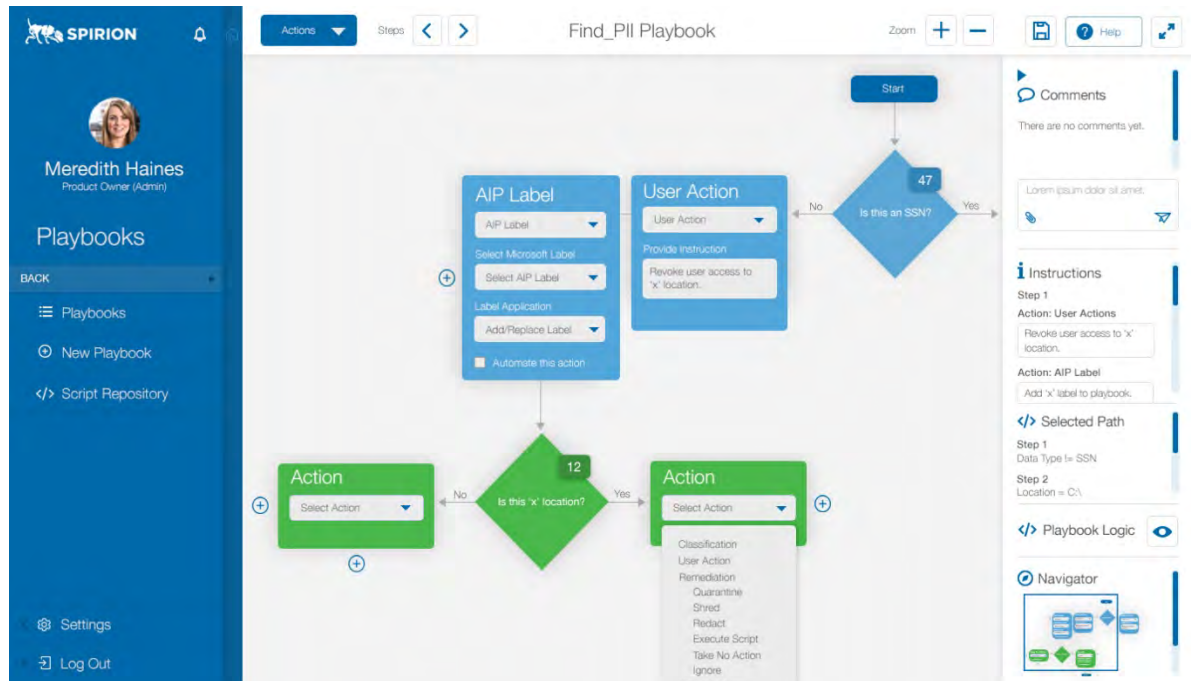 SPIRION
Meredith Haines
Product Owner (Admin)
Playbooks
BACK
Playbooks
New Playbook
</> Script Repository
Settings
Log Out
Actions
Steps
Find_PII Playbook
Zoom
Help
Start
47
Is this an SSN?
No
Yes
User Action
User Action
Provide Instruction
Revoke user access to
'x' location.
AIP Label
AIP Label
Select Microsoft Label
Select AIP Label
Label Application
Add/Replace Label
Automate this action
12
Is this 'x' location?
No
Yes
Action
Select Action
Action
Select Action
Classification
User Action
Remediation
Quarantine
Shred
Redact
Execute Script
Take No Action
Ignore
Comments
There are no comments yet.
Lorem ipsum dolor sit amet.
Instructions
Step 1
Action: User Actions
Revoke user access to 'x'
location.
Action: AIP Label
Add 'x' label to playbook.
</> Selected Path
Step 1
Data Type != SSN
Step 2
Location = C:\
</> Playbook Logic
Navigator